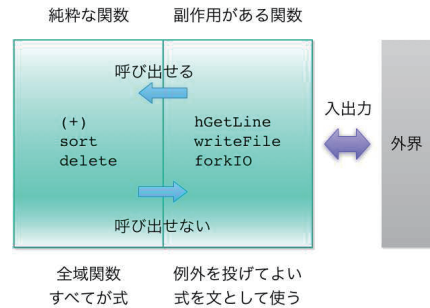 純粋な関数
副作用がある関数
呼び出せる
(+)
sort
delete
hGetLine
writeFile
forkIO
呼び出せない
入出力
外界
全域関数
すべてが式
例外を投げてよい
式を文として使う